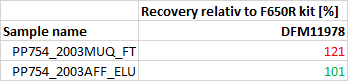 Recovery relativ to F650R kit [%]
Sample name DFM11978
PP754_2003MUQ_FT 121
PP754_2003AFF_ELU 101